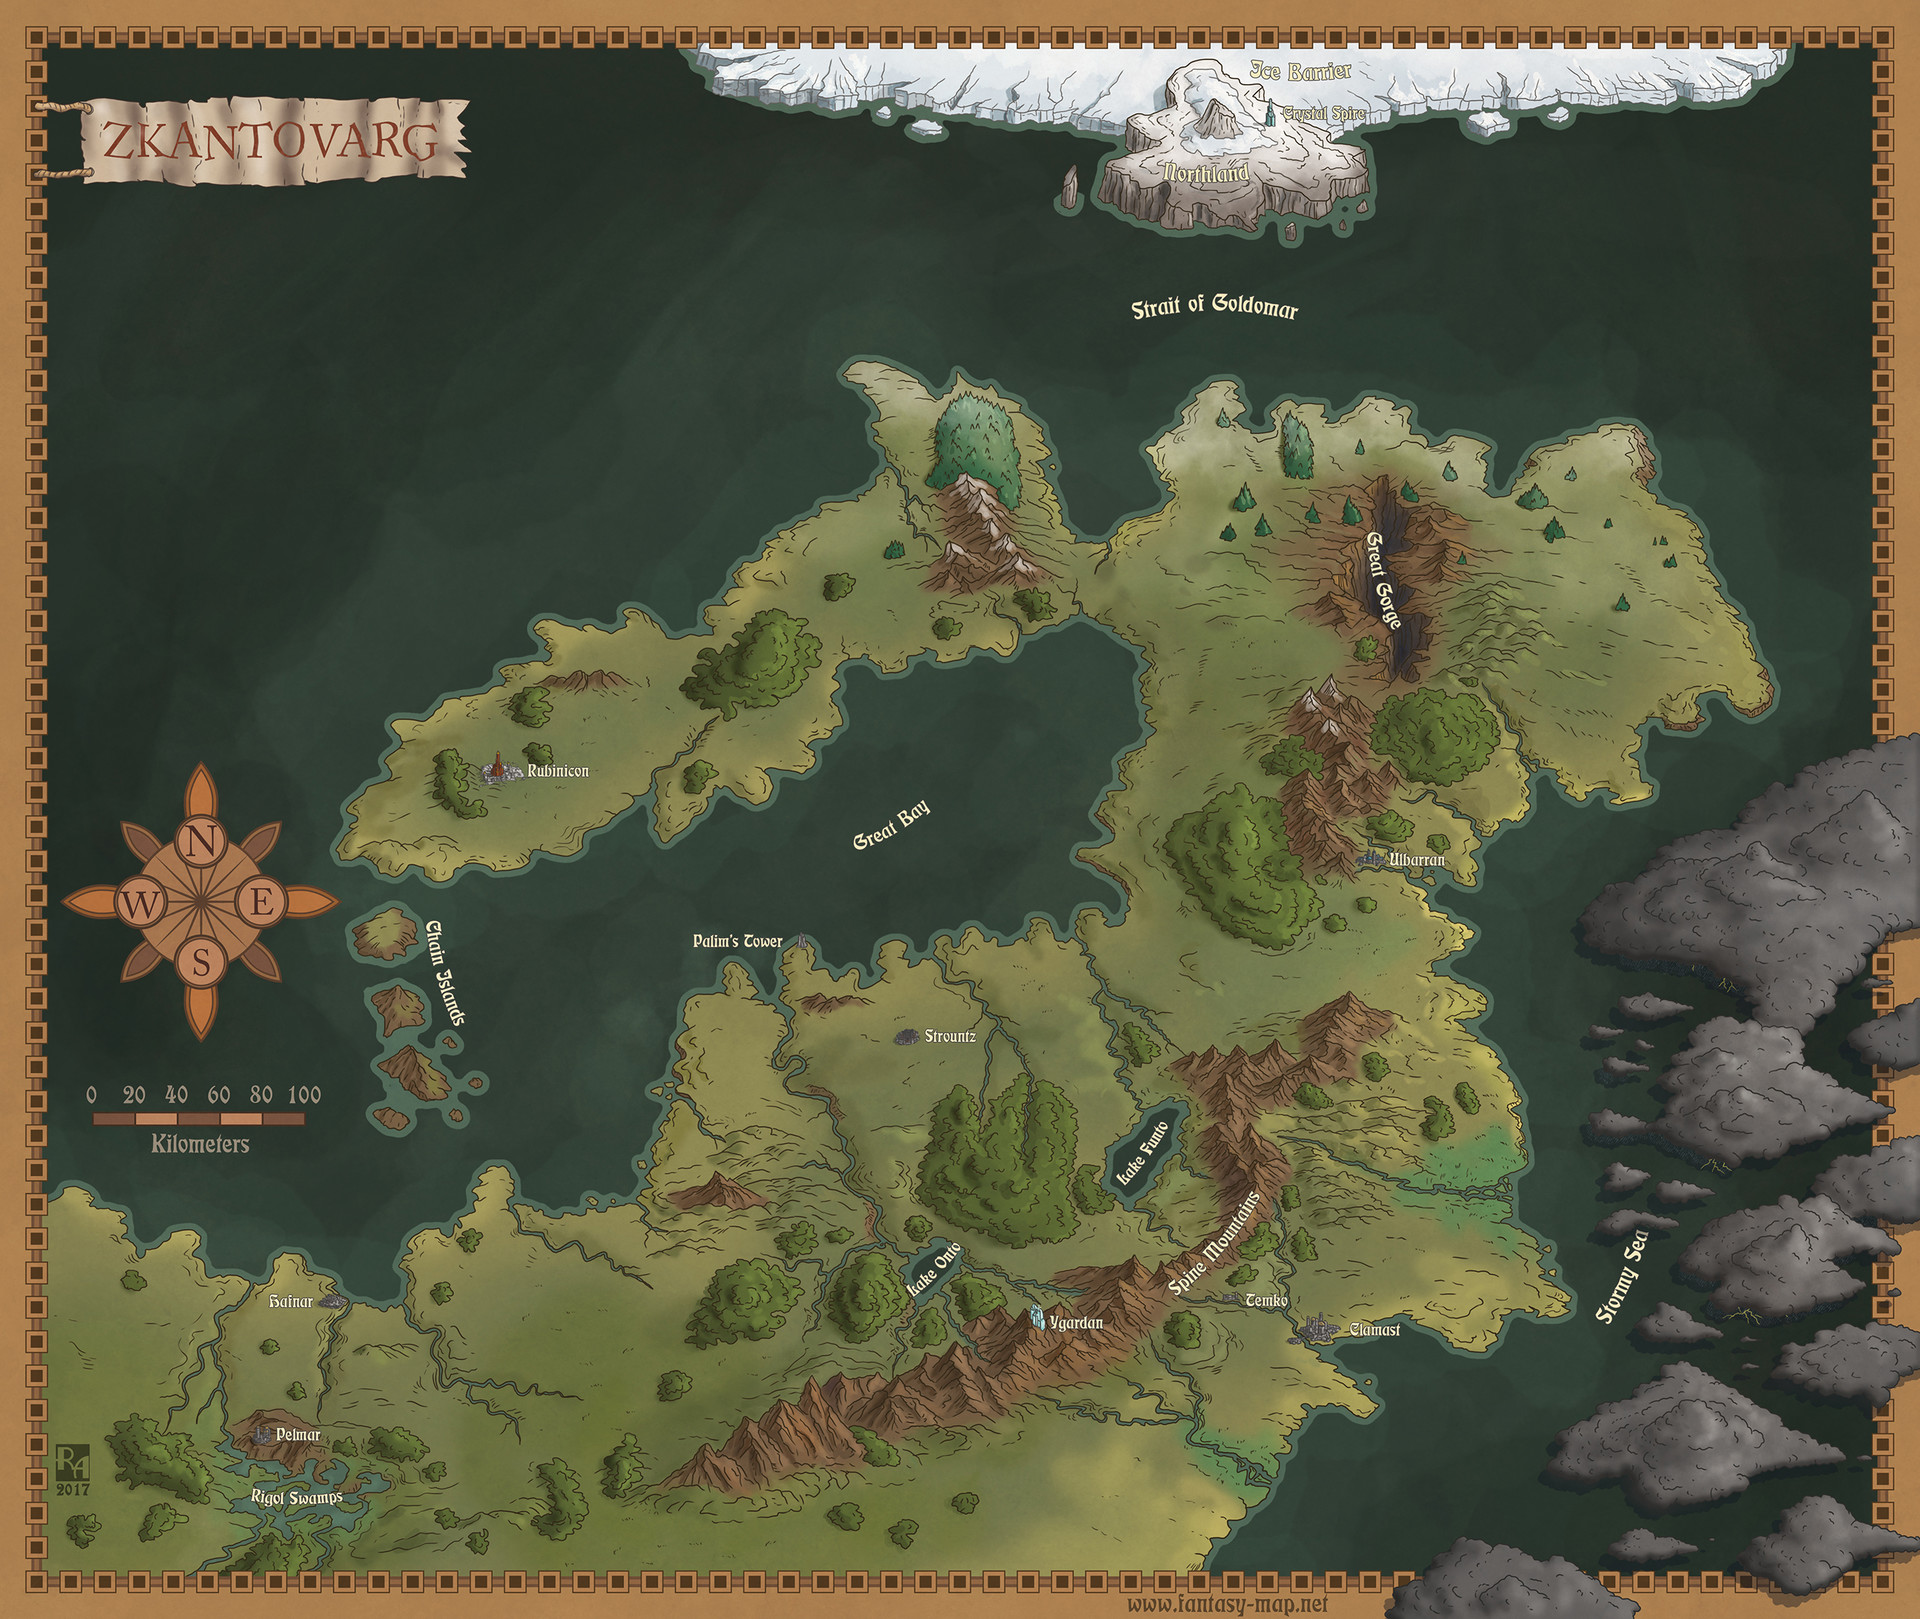 Ice Barrier
Crystal Spire
ZKANTOVARG
Northland
Strait of Goldomar
Great Gorge
Rubinicon
Great Bay
Ulbarran
N
W E
S
Chain Islands
Palim's Tower
Strountz
0 20 40 60 80 100
Kilometers
Lake Funto
Spine Mountains
Stormy Sea
Lake Onto
Hafnar
Temko
Ygardan
Clamast
Pelmar
RA
2017
Rigol Swamps
www.fantasy-map.net